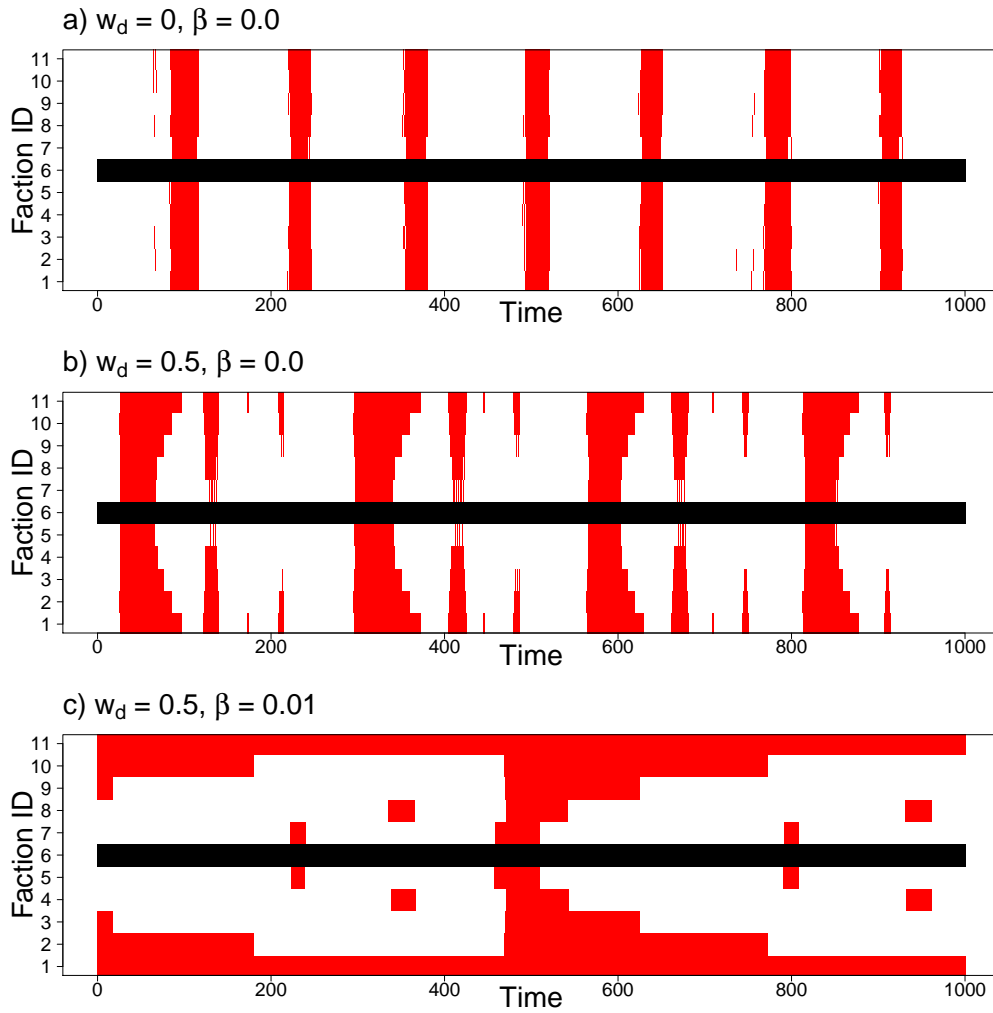 a) w_d = 0, β = 0.0
11
10
9
8
7
6
5
4
3
2
1
Faction ID
0 200 400 600 800 1000
Time
b) w_d = 0.5, β = 0.0
11
10
9
8
7
6
5
4
3
2
1
Faction ID
0 200 400 600 800 1000
Time
c) w_d = 0.5, β = 0.01
11
10
9
8
7
6
5
4
3
2
1
Faction ID
0 200 400 600 800 1000
Time